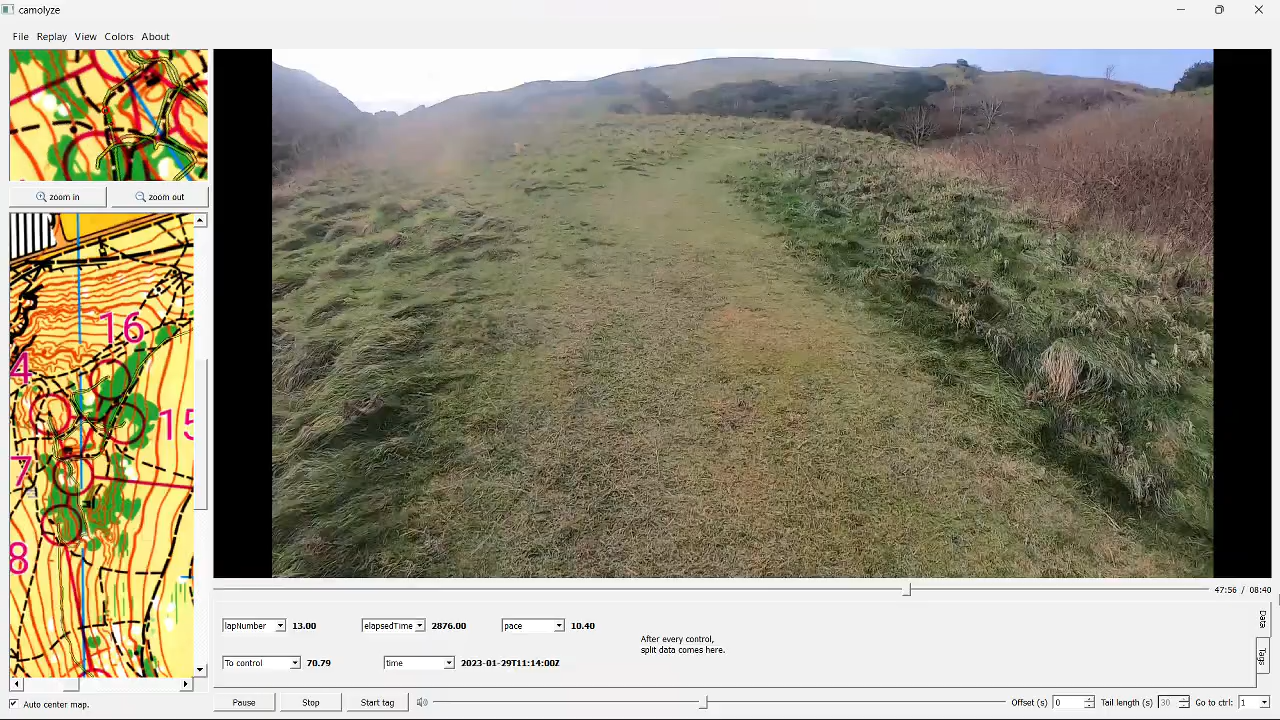 camolyze
File Replay View Colors About
zoom in zoom out
16
4
15
7
8
47:56 / 08:40
lapNumber 13.00 elapsedTime 2876.00 pace 10.40
After every control,
split data comes here.
To control 70.79 time 2023-01-29T11:14:00Z
Data
Tags
Auto center map.
Pause Stop Start tag Offset (s) 0 Tail length (s) 30 Go to ctrl: 1